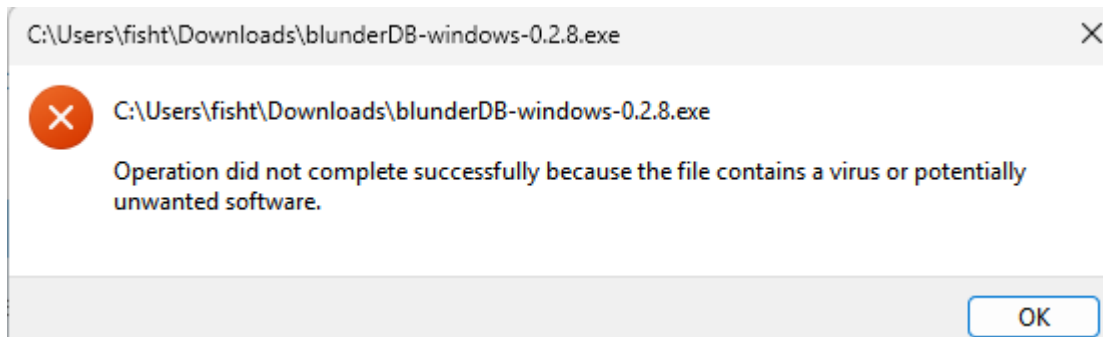 C:\Users\fisht\Downloads\blunderDB-windows-0.2.8.exe
C:\Users\fisht\Downloads\blunderDB-windows-0.2.8.exe
Operation did not complete successfully because the file contains a virus or potentially
unwanted software.
OK